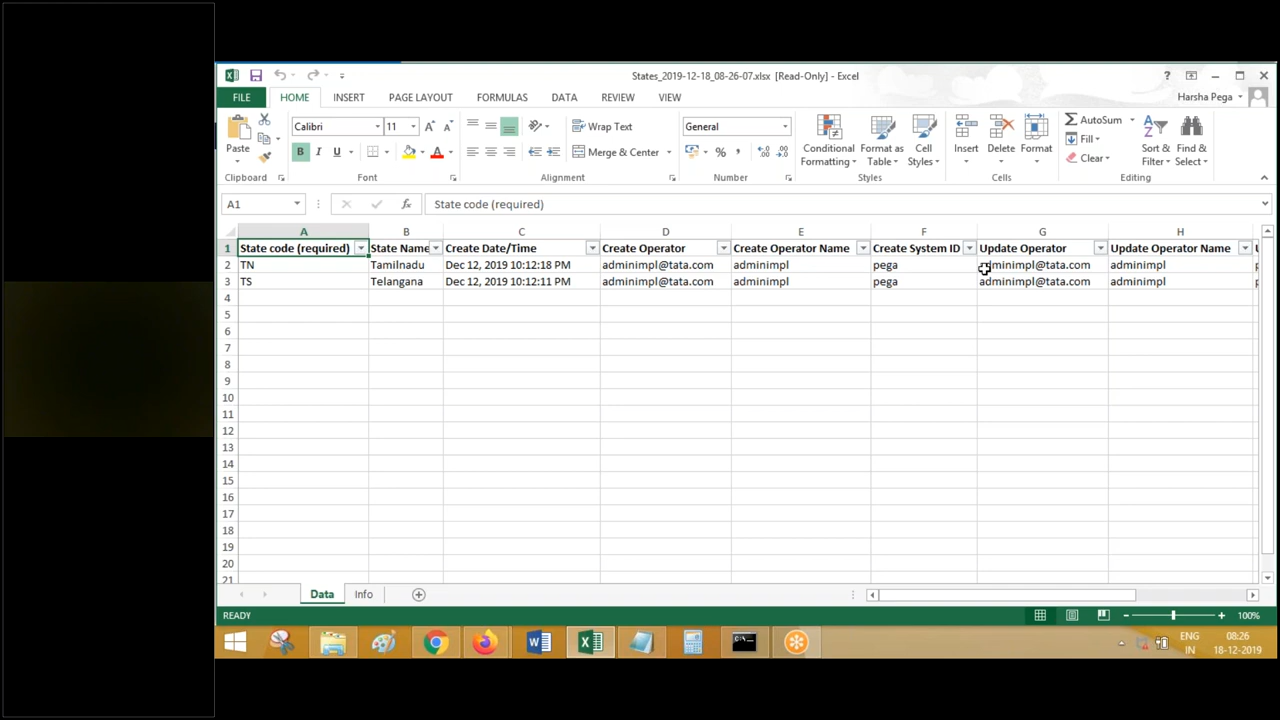 States_2019-12-18_08-26-07.xlsx [Read-Only] - Excel
FILE HOME INSERT PAGE LAYOUT FORMULAS DATA REVIEW VIEW Harsha Pega
Paste Calibri 11 Wrap Text General Conditional Formatting Format as Table Cell Styles Insert Delete Format AutoSum Sort & Filter Find & Select
B I U Merge & Center % Fill
Clear
Clipboard Font Alignment Number Styles Cells Editing
A1 fx State code (required)
A B C D E F G H
1 State code (required) State Name Create Date/Time Create Operator Create Operator Name Create System ID Update Operator Update Operator Name
2 TN Tamilnadu Dec 12, 2019 10:12:18 PM adminimpl@tata.com adminimpl pega adminimpl@tata.com adminimpl
3 TS Telangana Dec 12, 2019 10:12:11 PM adminimpl@tata.com adminimpl pega adminimpl@tata.com adminimpl
4
5
6
7
8
9
10
11
12
13
14
15
16
17
18
19
20
21
Data Info
READY 100%
ENG 08:26
IN 18-12-2019